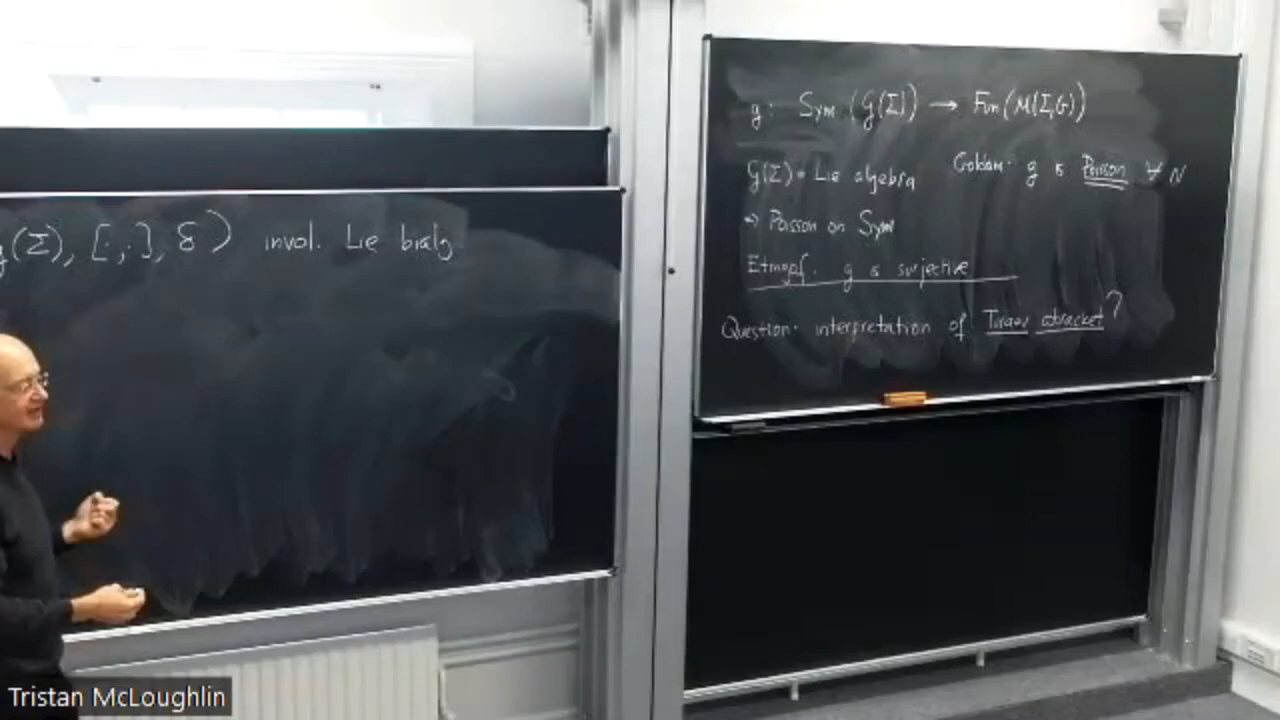 g(Σ), [·,·], δ) invol. Lie bialg
g: Sym (g(Σ)) → Fun(M(Σ,G))
g(Σ) = Lie algebra Goldman. g is Poisson ∀ N
⇒ Poisson on Sym
Etingof. g is surjective
Question. interpretation of Turaev cobracket?
Tristan McLoughlin